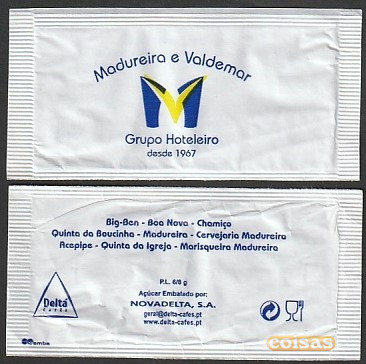 Madureira e Valdemar
Grupo Hoteleiro
desde 1967
Big-Ben - Boa Nova - Chamiço
Quinta da Boucinha - Madureira - Cervejaria Madureira
Acepipe - Quinta da Igreja - Marisqueira Madureira
P.L. 6/8 g
Açúcar Embalado por:
NOVADELTA, S.A.
geral@delta-cafes.pt
www.delta-cafes.pt
Delta
CAFÉS
coisas